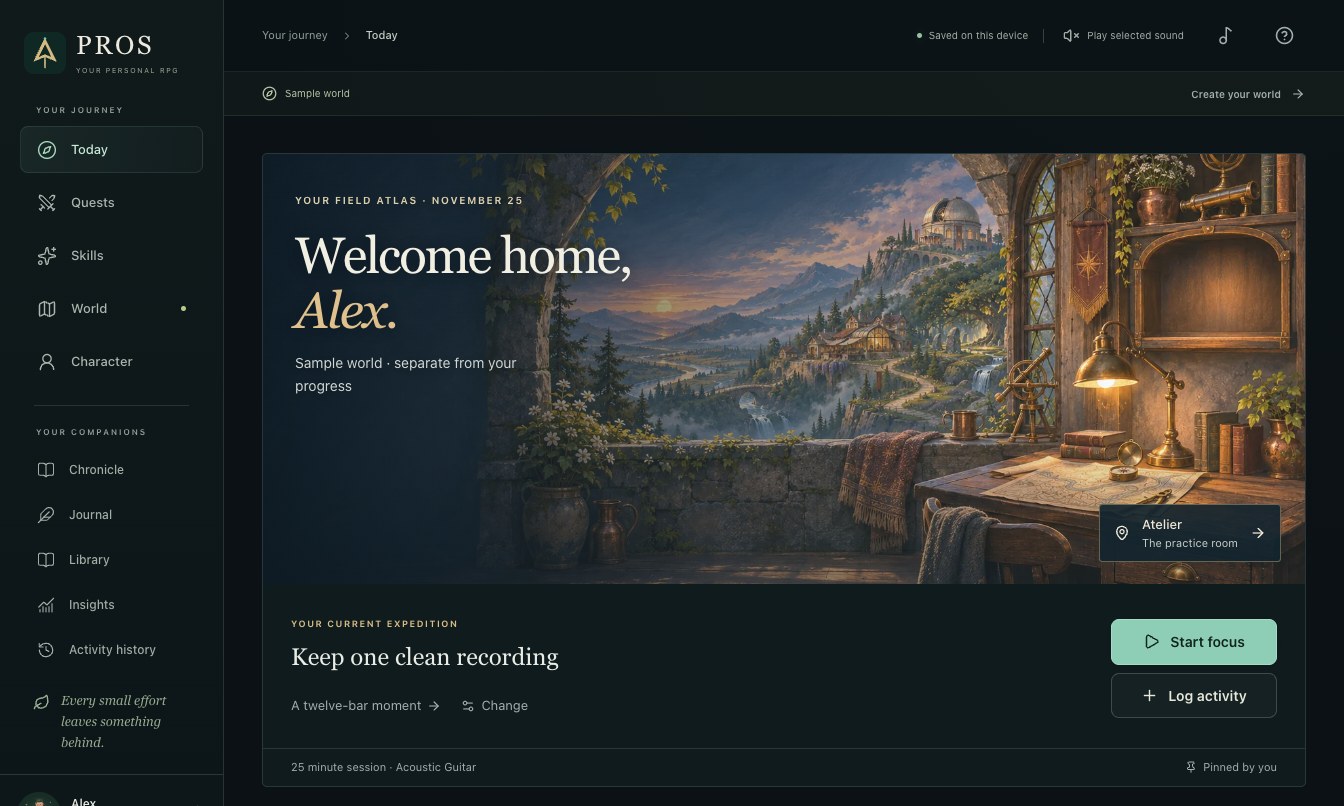 PROS
YOUR PERSONAL RPG
YOUR JOURNEY
Today
Quests
Skills
World
Character
YOUR COMPANIONS
Chronicle
Journal
Library
Insights
Activity history
Every small effort
leaves something
behind.
Alex
Your journey
Today
Saved on this device
Play selected sound
Sample world
Create your world
YOUR FIELD ATLAS · NOVEMBER 25
Welcome home,
Alex.
Sample world · separate from your
progress
Atelier
The practice room
YOUR CURRENT EXPEDITION
Keep one clean recording
A twelve-bar moment
Change
Start focus
Log activity
25 minute session · Acoustic Guitar
Pinned by you